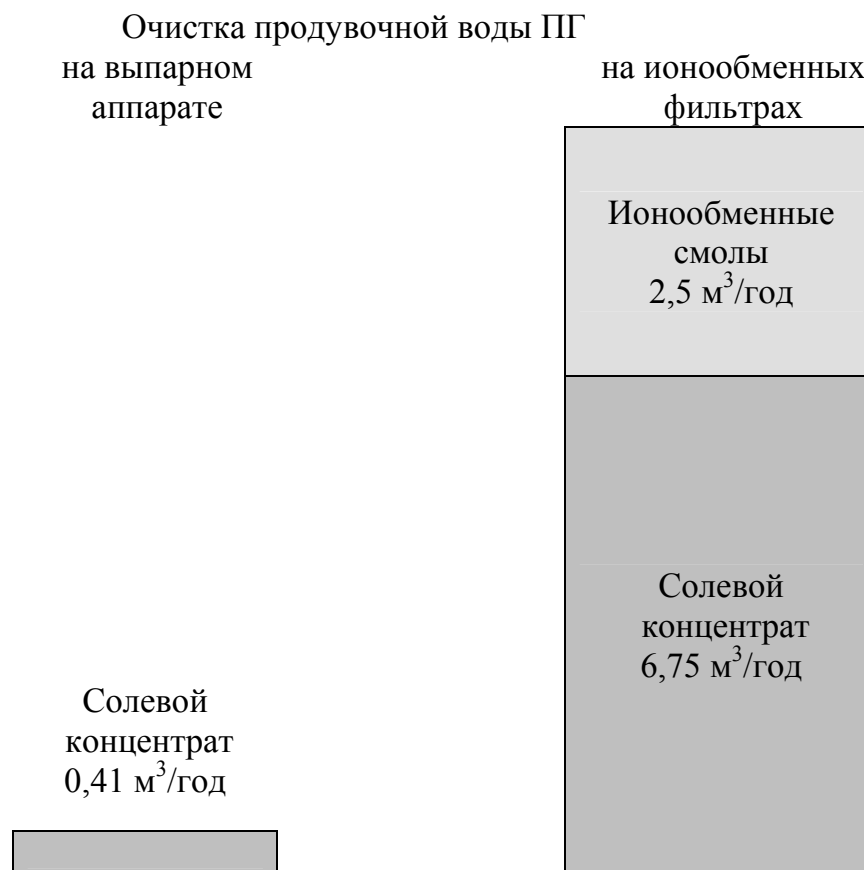 Очистка продувочной воды ПГ
на выпарном
аппарате
на ионообменных
фильтрах
Ионообменные
смолы
2,5 м³/год
Солевой
концентрат
6,75 м³/год
Солевой
концентрат
0,41 м³/год